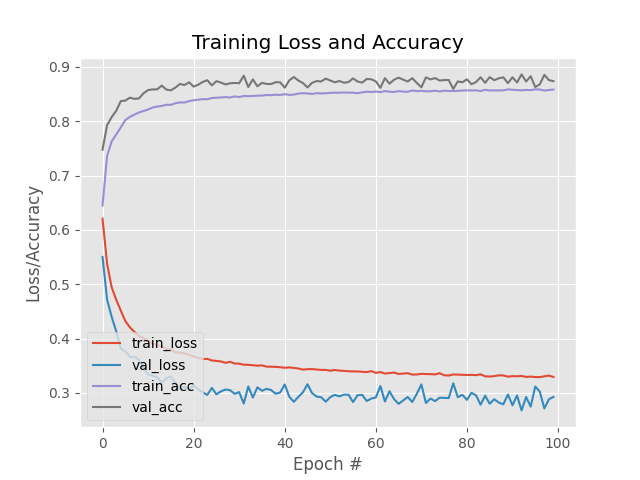 Training Loss and Accuracy
Loss/Accuracy
0.9
0.8
0.7
0.6
0.5
0.4
0.3
train_loss
val_loss
train_acc
val_acc
0 20 40 60 80 100
Epoch #